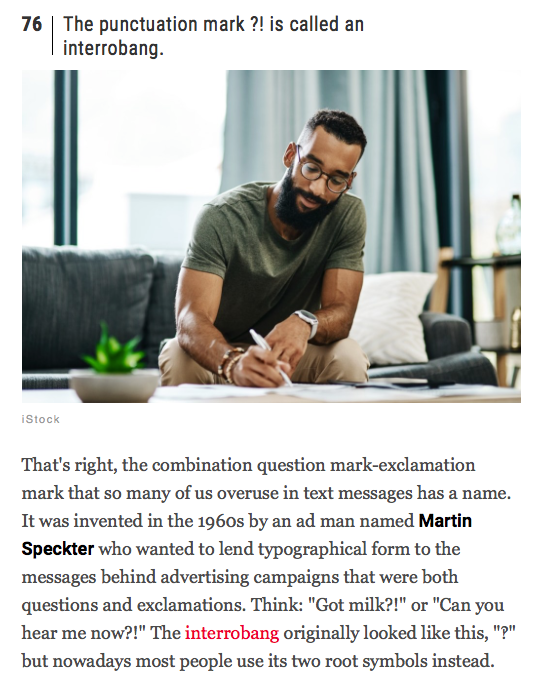 76 The punctuation mark ?! is called an
interrobang.
iStock
That's right, the combination question mark-exclamation
mark that so many of us overuse in text messages has a name.
It was invented in the 1960s by an ad man named Martin
Speckter who wanted to lend typographical form to the
messages behind advertising campaigns that were both
questions and exclamations. Think: "Got milk?!" or "Can you
hear me now?!" The interrobang originally looked like this, "?"
but nowadays most people use its two root symbols instead.